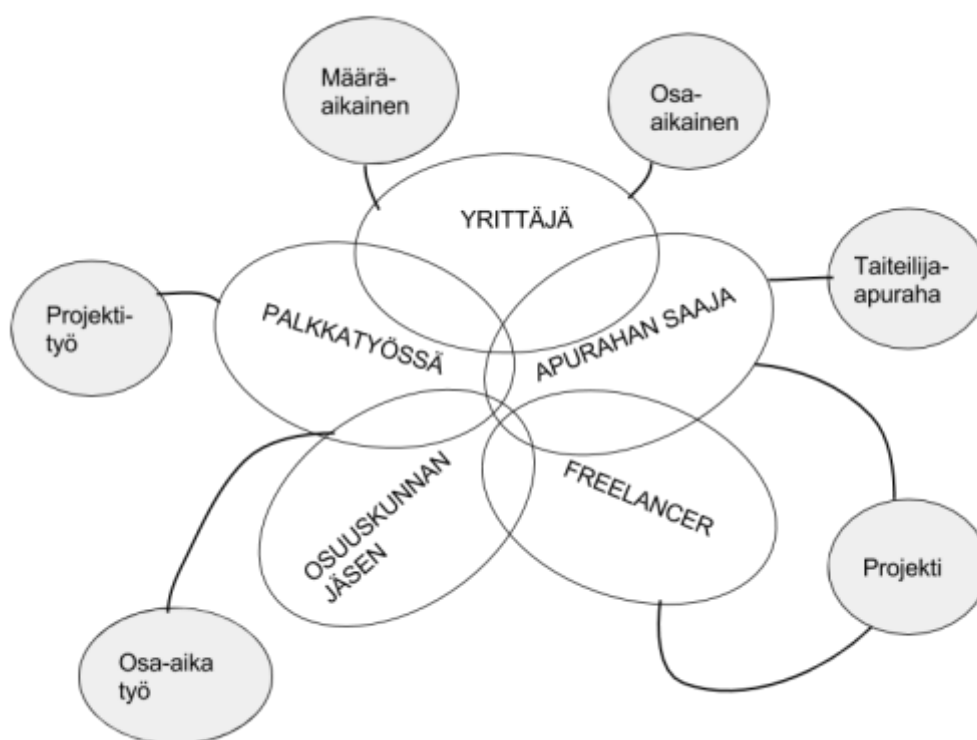 Määrä-
aikainen
Osa-
aikainen
YRITTÄJÄ
Taiteilija-
apuraha
Projekti-
työ
PALKKATYÖSSÄ
APURAHAN SAAJA
OSUUSKUNNAN
JÄSEN
FREELANCER
Projekti
Osa-aika
työ